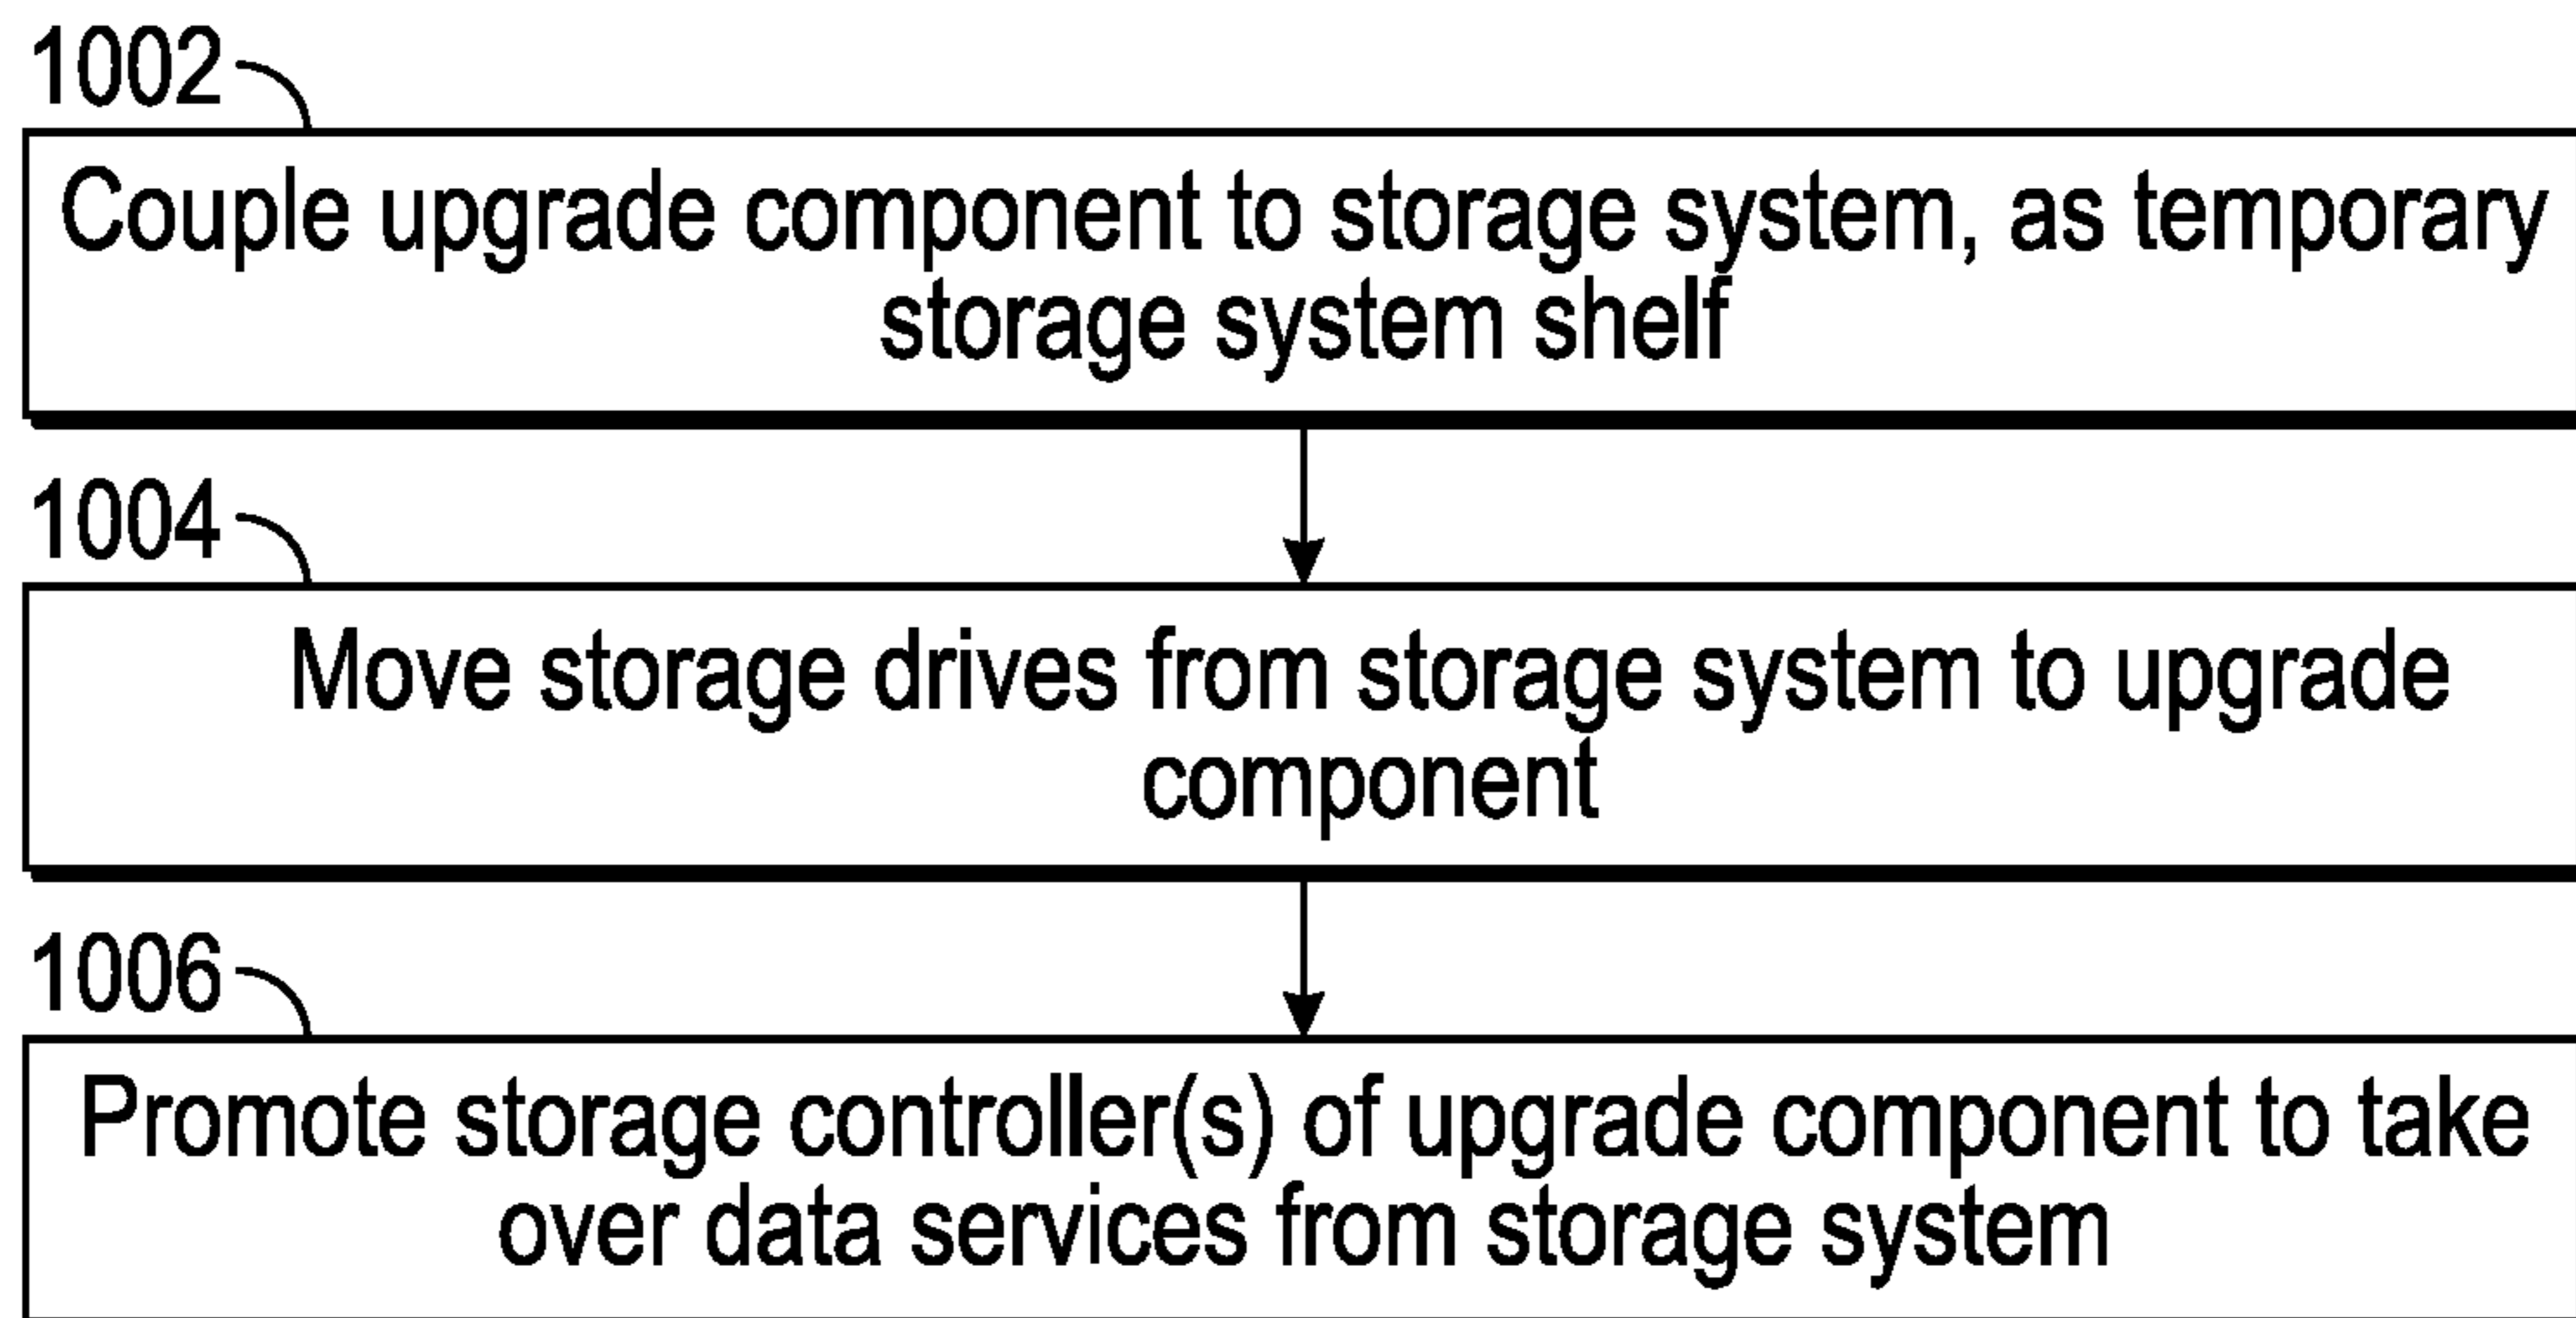 1002
Couple upgrade component to storage system, as temporary
storage system shelf
1004
Move storage drives from storage system to upgrade
component
1006
Promote storage controller(s) of upgrade component to take
over data services from storage system